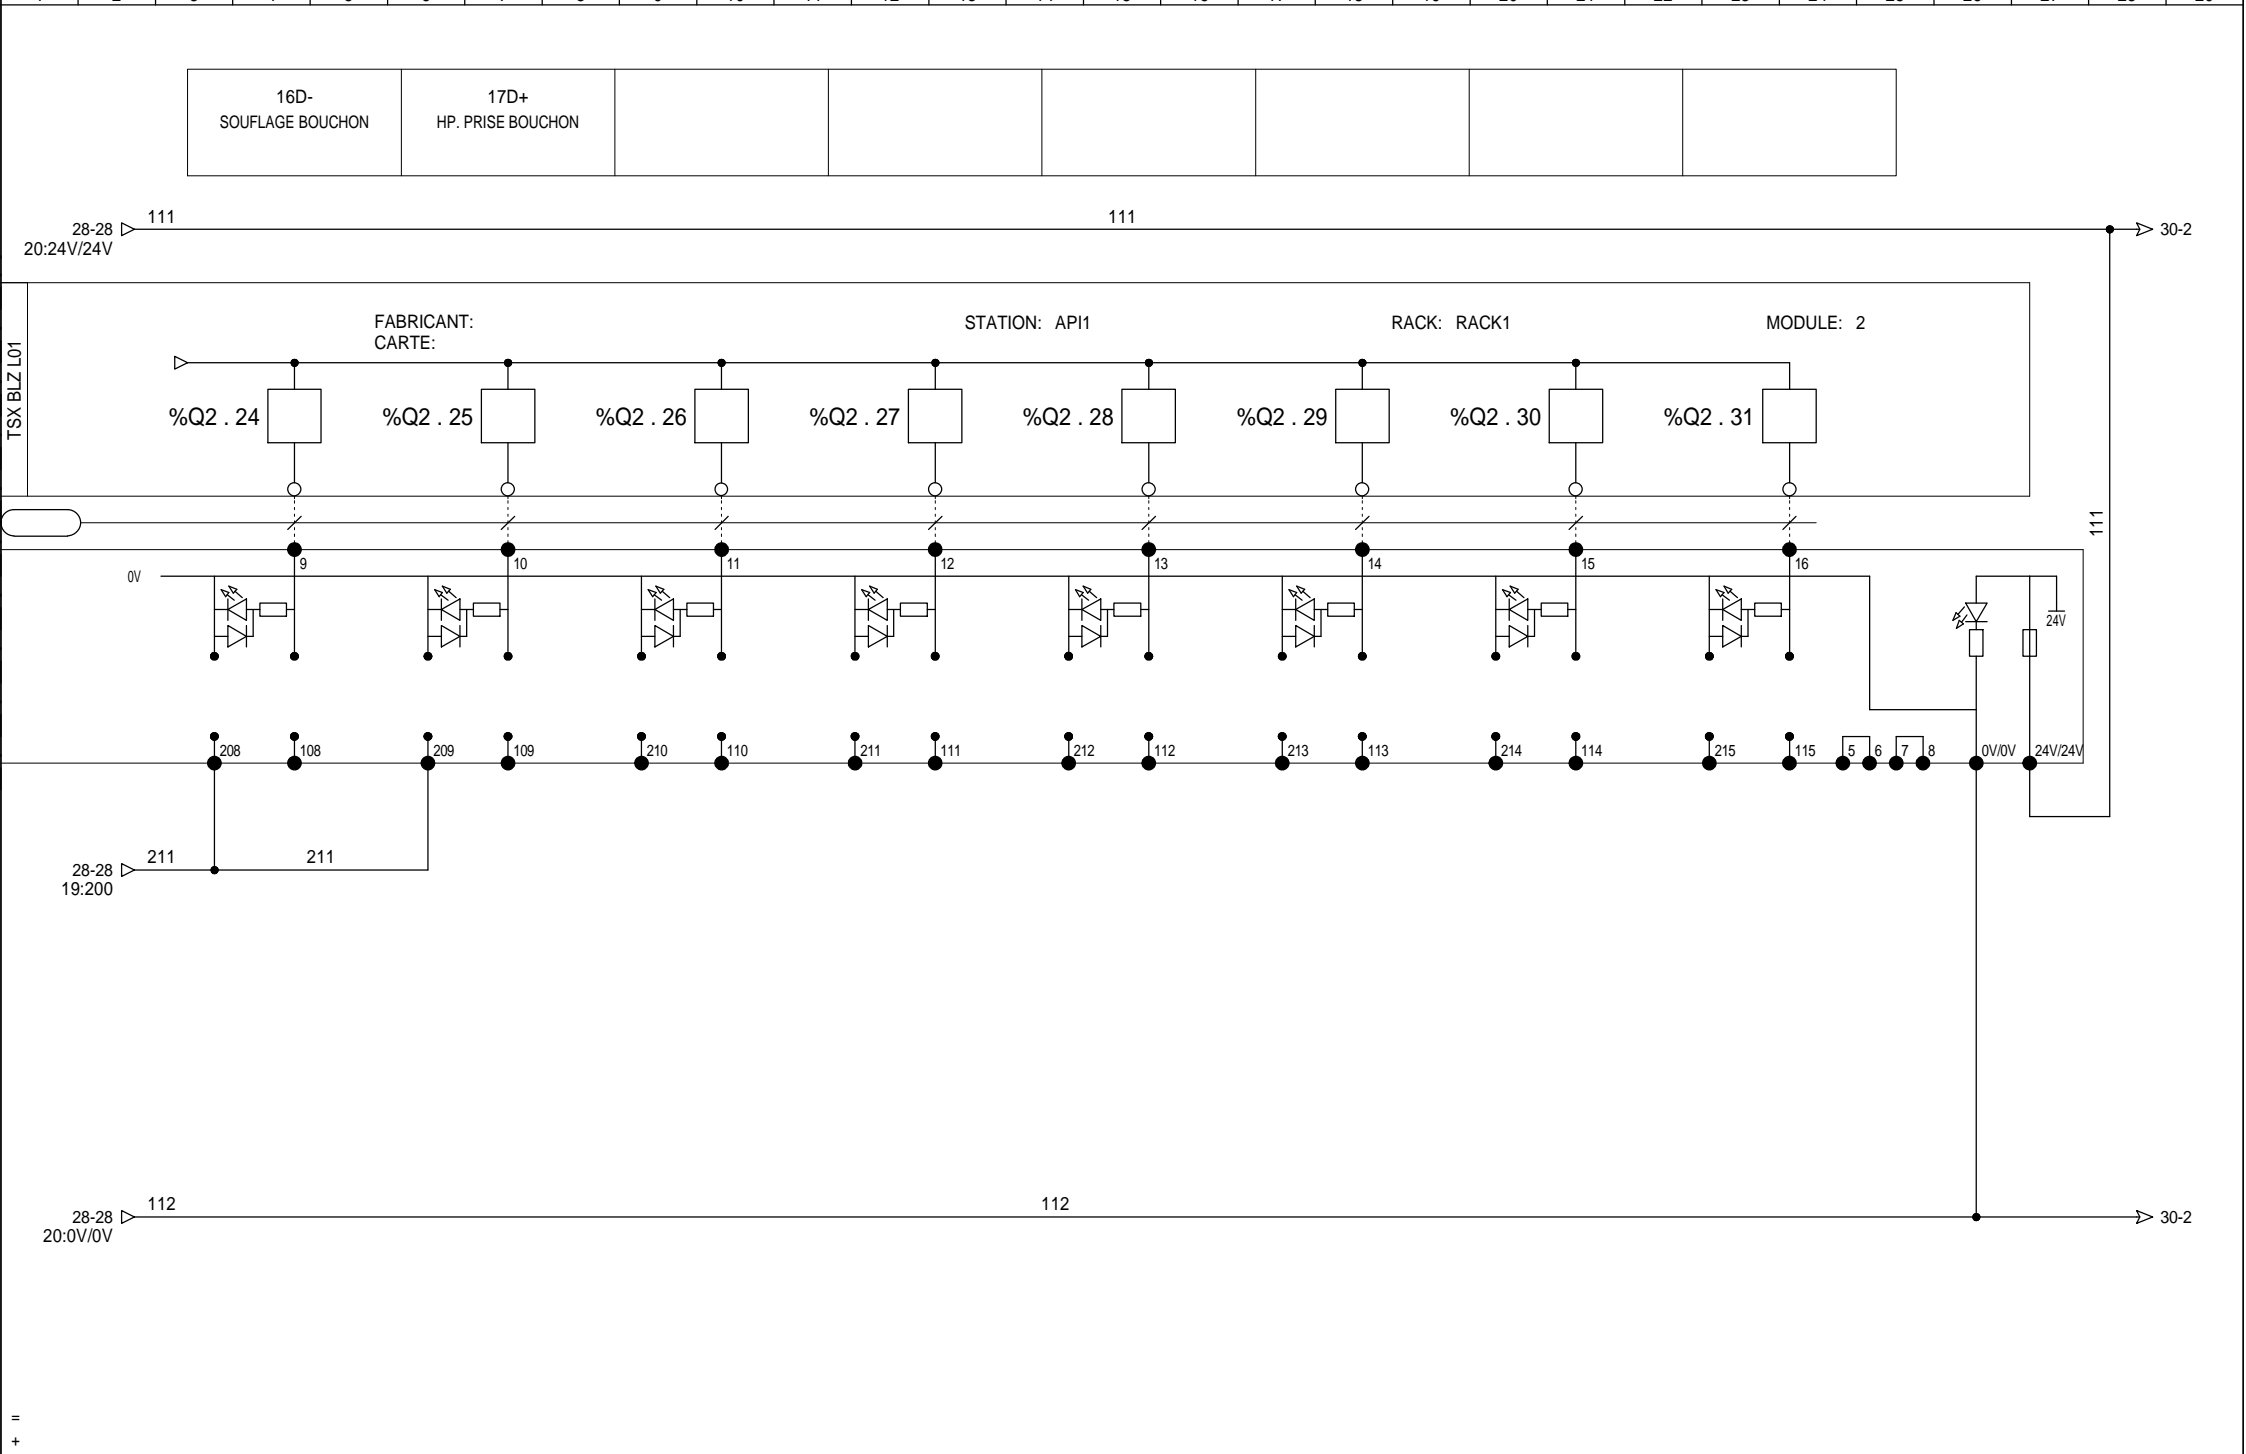 16D-
SOUFLAGE BOUCHON
17D+
HP. PRISE BOUCHON
111
111
28-28
20:24V/24V
30-2
TSX BLZ L01
FABRICANT:
CARTE:
STATION: API1
RACK: RACK1
MODULE: 2
%Q2 . 24
%Q2 . 25
%Q2 . 26
%Q2 . 27
%Q2 . 28
%Q2 . 29
%Q2 . 30
%Q2 . 31
111
9
10
11
12
13
14
15
16
0V
24V
208
108
209
109
210
110
211
111
212
112
213
113
214
114
215
115
5
6
7
8
0V/0V
24V/24V
211
211
28-28
19:200
112
112
28-28
20:0V/0V
30-2
=
+